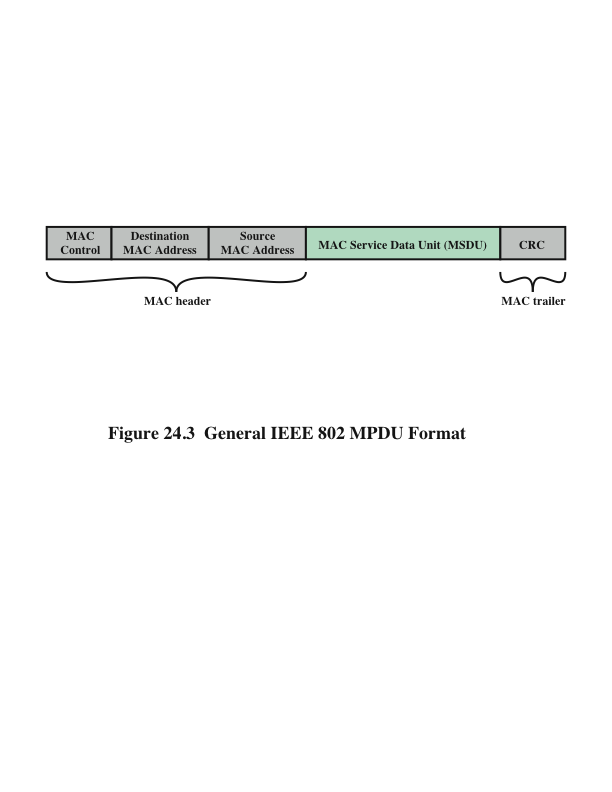 MAC
Control
Destination
MAC Address
Source
MAC Address
MAC Service Data Unit (MSDU)
CRC
MAC header
MAC trailer
Figure 24.3  General IEEE 802 MPDU Format